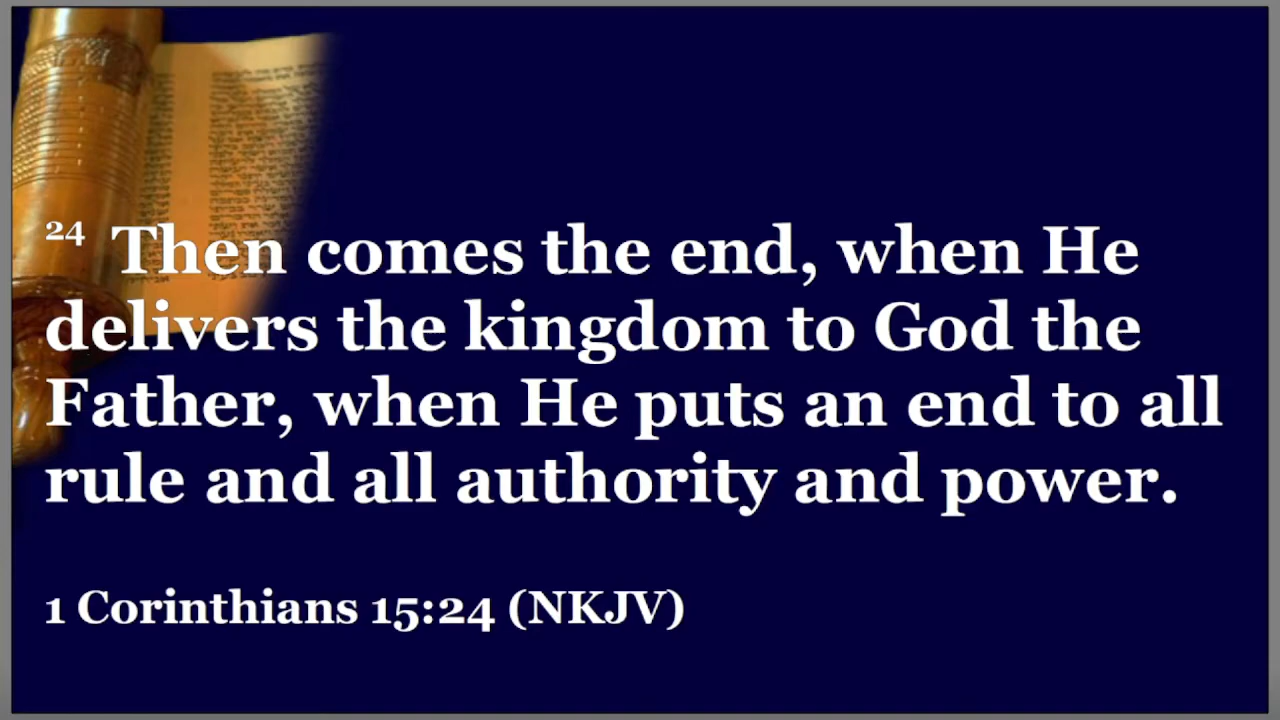 24 Then comes the end, when He
delivers the kingdom to God the
Father, when He puts an end to all
rule and all authority and power.
1 Corinthians 15:24 (NKJV)